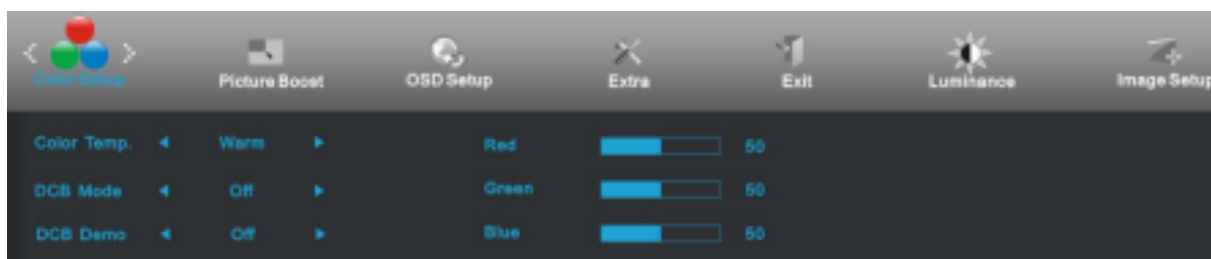 Color Setup Picture Boost OSD Setup Extra Exit Luminance Image Setup
Color Temp. Warm Red 50
DCB Mode Off Green 50
DCB Demo Off Blue 50